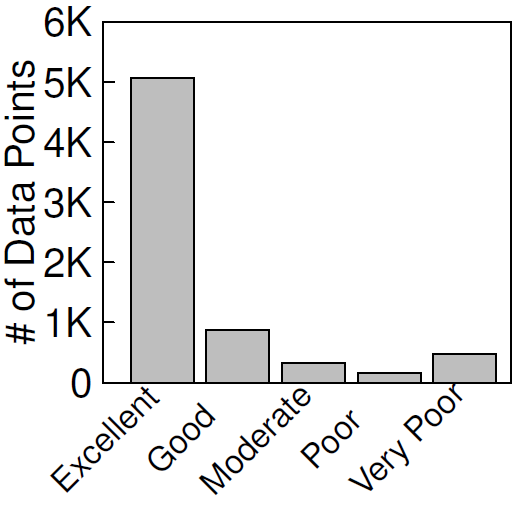 # of Data Points
6K
5K
4K
3K
2K
1K
0
Excellent
Good
Moderate
Poor
Very Poor